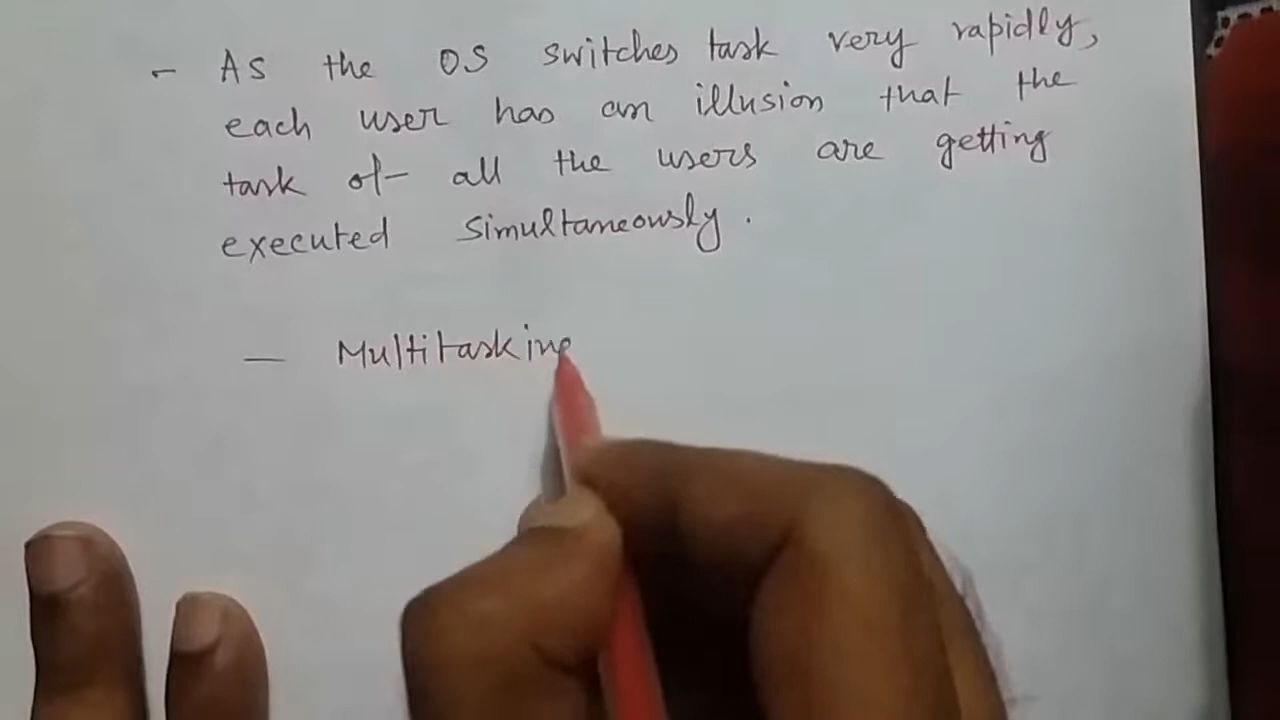 - As the OS switches task very rapidly,
each user has an illusion that the
task of all the users are getting
executed simultaneously.
- Multitasking